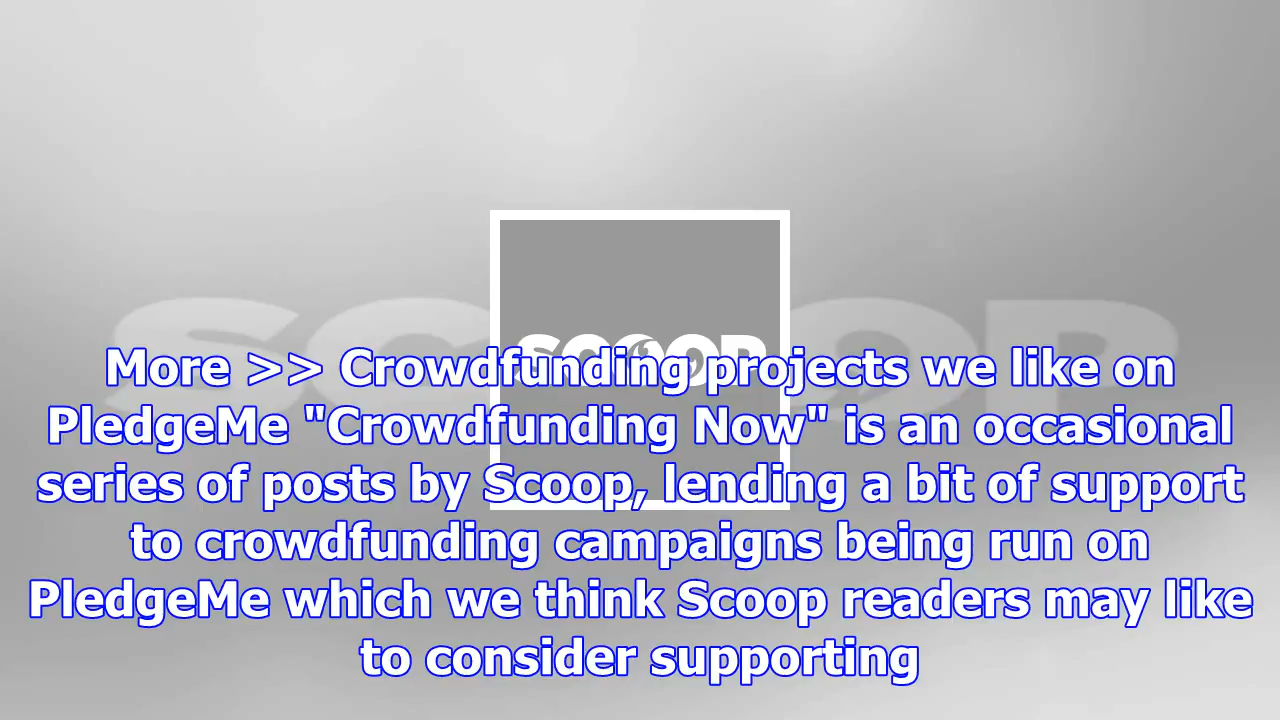 SCOOP
SCOOP
More >> Crowdfunding projects we like on
PledgeMe "Crowdfunding Now" is an occasional
series of posts by Scoop, lending a bit of support
to crowdfunding campaigns being run on
PledgeMe which we think Scoop readers may like
to consider supporting